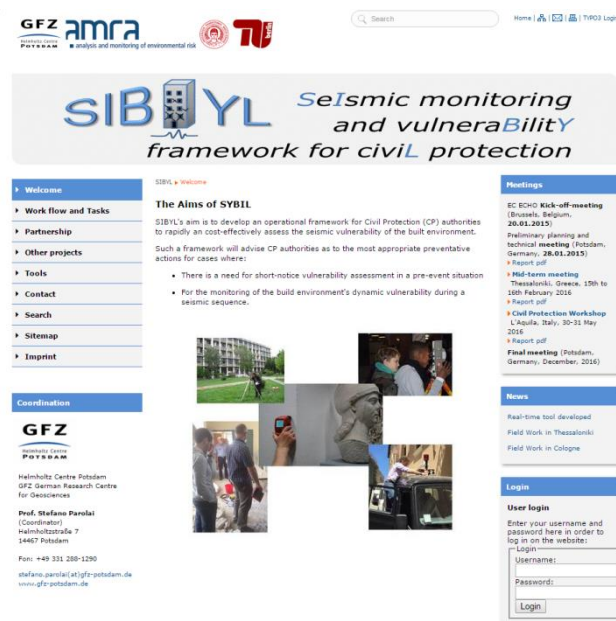 GFZ
Helmholtz Centre
POTSDAM
amra
analysis and monitoring of environmental risk
berlin
Search
Home | | | | TYPO3 Login
SIBYL
SeIsmic monitoring
and vulneraBilitY
framework for civiL protection
Welcome
Work flow and Tasks
Partnership
Other projects
Tools
Contact
Search
Sitemap
Imprint
Coordination
GFZ
Helmholtz Centre
POTSDAM
Helmholtz Centre Potsdam
GFZ German Research Centre
for Geosciences
Prof. Stefano Parolai
(Coordinator)
Helmholtzstraße 7
14467 Potsdam
Fon: +49 331 288-1290
stefano.parolai(at)gfz-potsdam.de
www.gfz-potsdam.de
SIBYL Welcome
The Aims of SYBIL
SIBYL's aim is to develop an operational framework for Civil Protection (CP) authorities
to rapidly an cost-effectively assess the seismic vulnerability of the built environment.
Such a framework will advise CP authorities as to the most appropriate preventative
actions for cases where:
• There is a need for short-notice vulnerability assessment in a pre-event situation
• For the monitoring of the build environment's dynamic vulnerability during a
seismic sequence.
Meetings
EC ECHO Kick-off-meeting
(Brussels, Belgium,
20.01.2015)
Preliminary planning and
technical meeting (Potsdam,
Germany, 28.01.2015)
Report pdf
Mid-term meeting
Thessaloniki, Greece, 15th to
16th February 2016
Report pdf
Civil Protection Workshop
L'Aquila, Italy, 30-31 May
2016
Report pdf
Final meeting (Potsdam,
Germany, December, 2016)
News
Real-time tool developed
Field Work in Thessaloniki
Field Work in Cologne
Login
User login
Enter your username and
password here in order to
log in on the website:
Login
Username:
Password:
Login